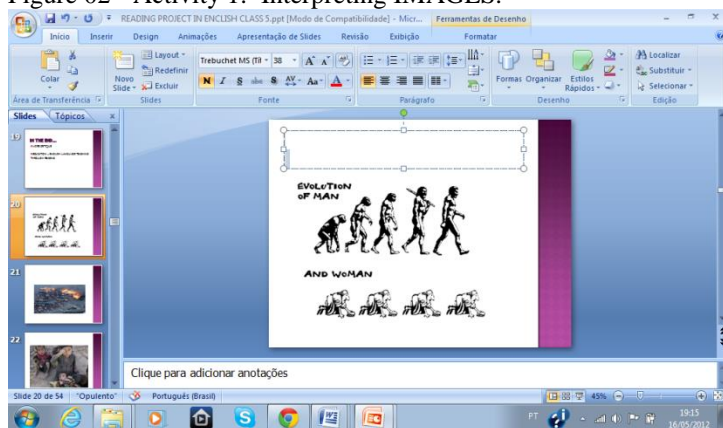 Figure 02 - Activity 1: Interpreting IMAGES.
READING PROJECT IN ENCLISH CLASS 5.ppt [Modo de Compatibilidade] - Micr...
Ferramentas de Desenho
Início
Inserir
Design
Animações
Apresentação de Slides
Revisão
Exibição
Formatar
Colar
Área de Transferência
Novo
Slide
Layout
Redefinir
Excluir
Slides
Trebuchet MS (Tít
38
N I S abc S AV Aa A
Fonte
Parágrafo
Formas
Organizar
Estilos
Rápidos
Desenho
Localizar
Substituir
Selecionar
Edição
Slides
Tópicos
19
20
21
22
EVOLUTION
OF MAN
AND WOMAN
Clique para adicionar anotações
Slide 20 de 54
"Opulento"
Português (Brasil)
45%
PT
19:15
16/05/2012